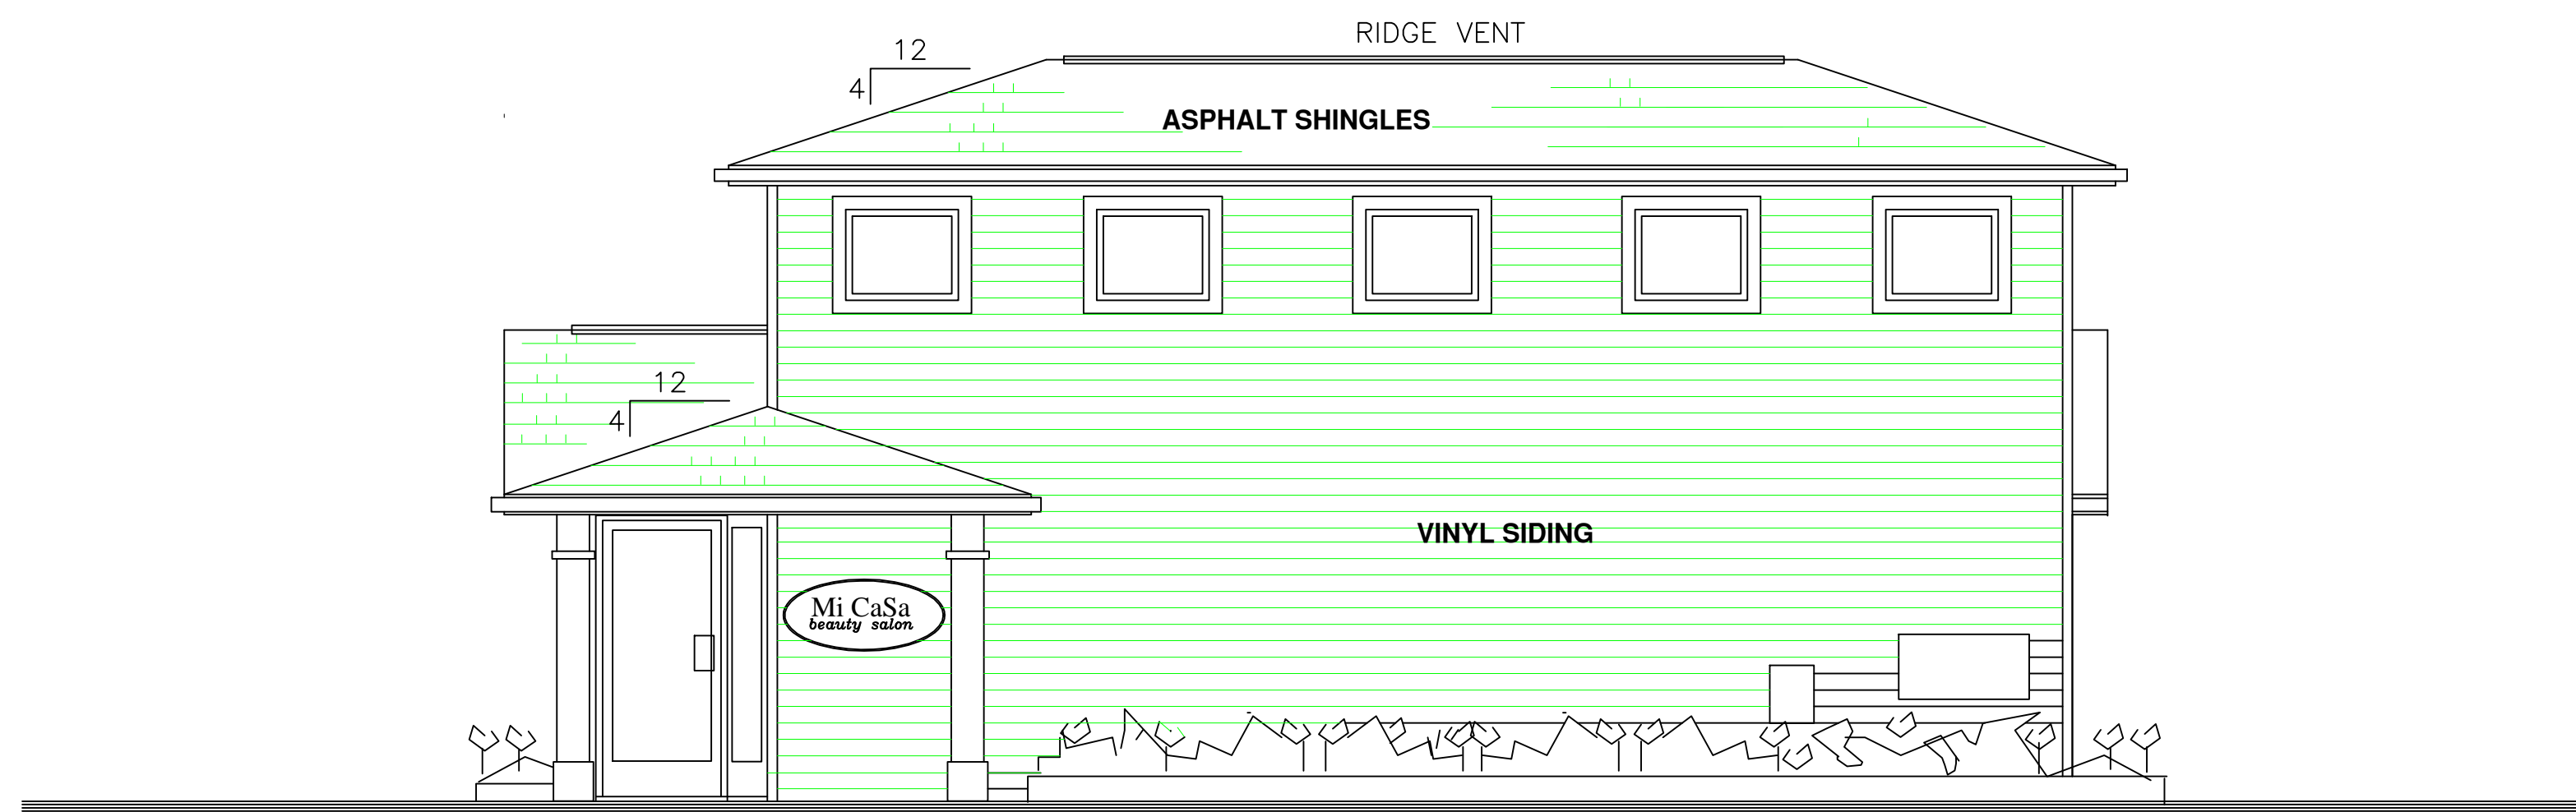 RIDGE VENT
12
4
ASPHALT SHINGLES
12
4
VINYL SIDING
Mi CaSa
beauty salon